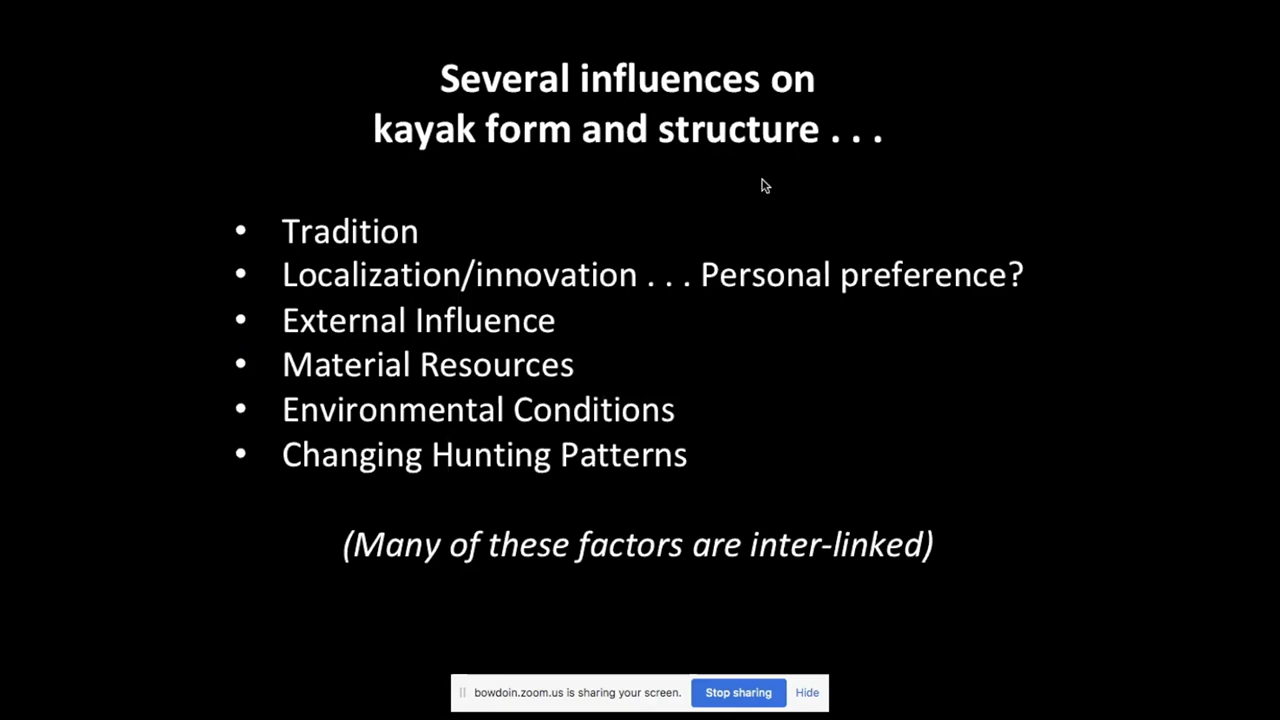 Several influences on
kayak form and structure . . .
• Tradition
• Localization/innovation . . . Personal preference?
• External Influence
• Material Resources
• Environmental Conditions
• Changing Hunting Patterns
(Many of these factors are inter-linked)
bowdoin.zoom.us is sharing your screen. Stop sharing Hide